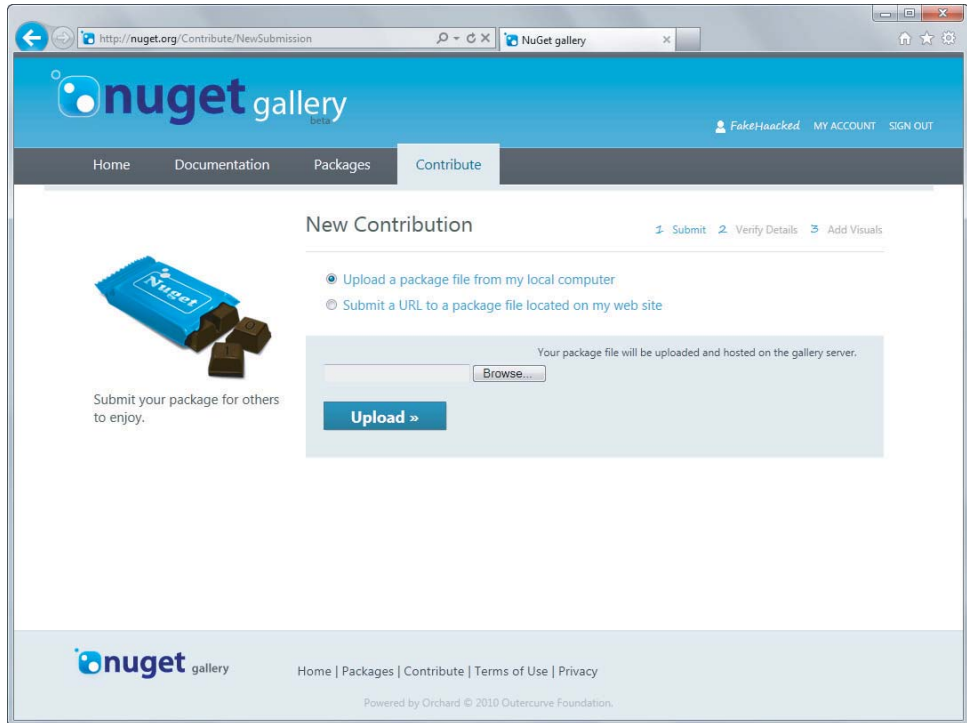 http://nuget.org/Contribute/NewSubmission
NuGet gallery
nuget gallery
beta
FakeHaacked MY ACCOUNT SIGN OUT
Home Documentation Packages Contribute
New Contribution
1 Submit 2 Verify Details 3 Add Visuals
Upload a package file from my local computer
Submit a URL to a package file located on my web site
Nuget
Your package file will be uploaded and hosted on the gallery server.
Browse...
Upload »
Submit your package for others
to enjoy.
nuget gallery
Home | Packages | Contribute | Terms of Use | Privacy
Powered by Orchard © 2010 Outercurve Foundation.